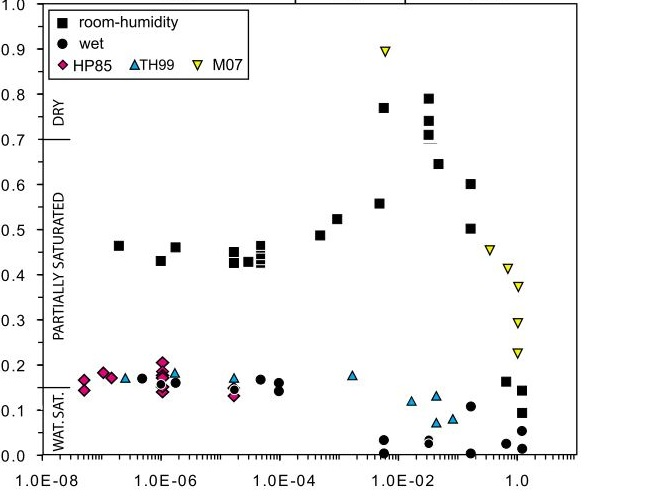 1.0
room-humidity
wet
HP85 TH99 M07
0.9
0.8
0.7
0.6
0.5
0.4
0.3
0.2
0.1
0.0
DRY
PARTIALLY SATURATED
WAT. SAT.
1.0E-08 1.0E-06 1.0E-04 1.0E-02 1.0